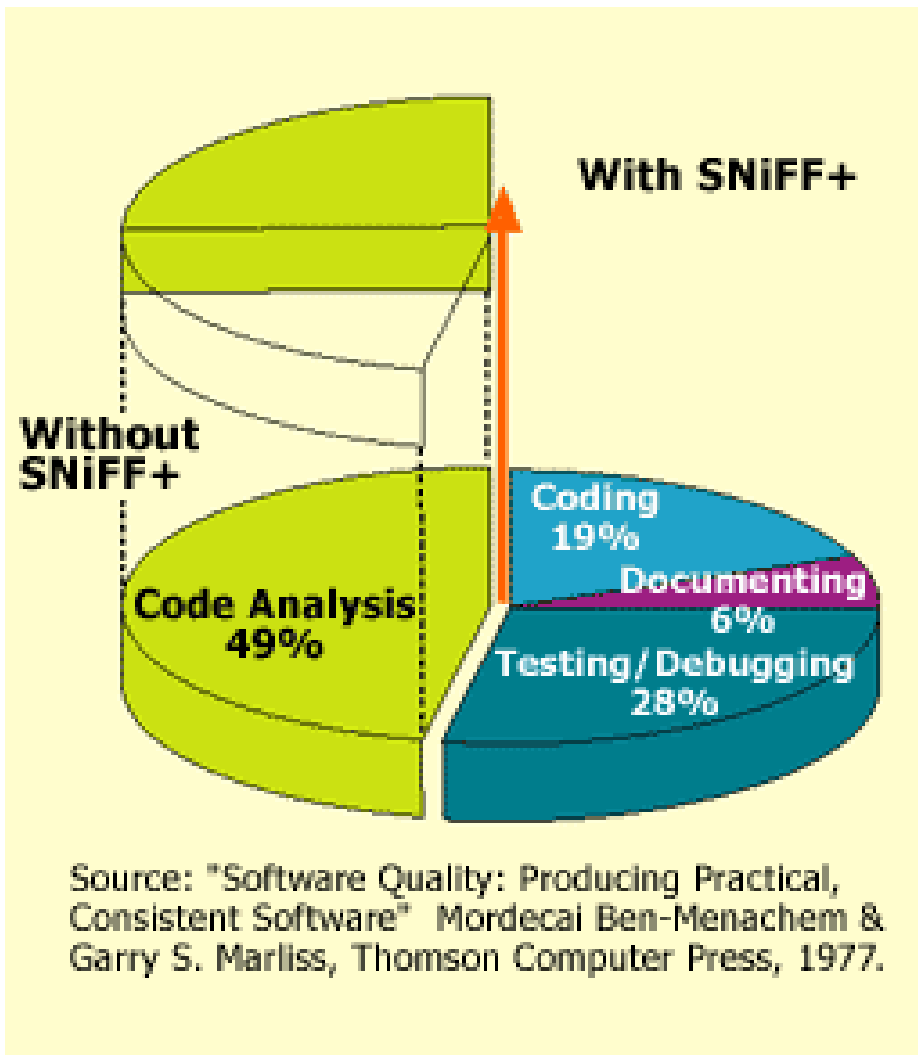 With SNiFF+
Without
SNiFF+
Coding
19%
Documenting
6%
Code Analysis
49%
Testing/Debugging
28%
Source: "Software Quality: Producing Practical,
Consistent Software" Mordecai Ben-Menachem &
Garry S. Marliss, Thomson Computer Press, 1977.